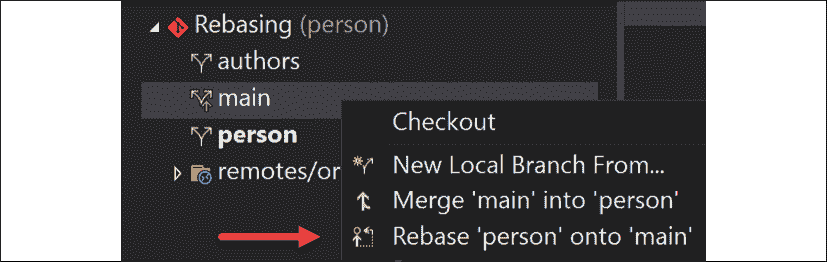 Rebasing (person)
authors
main
person
remotes/or
Checkout
New Local Branch From...
Merge 'main' into 'person'
Rebase 'person' onto 'main'